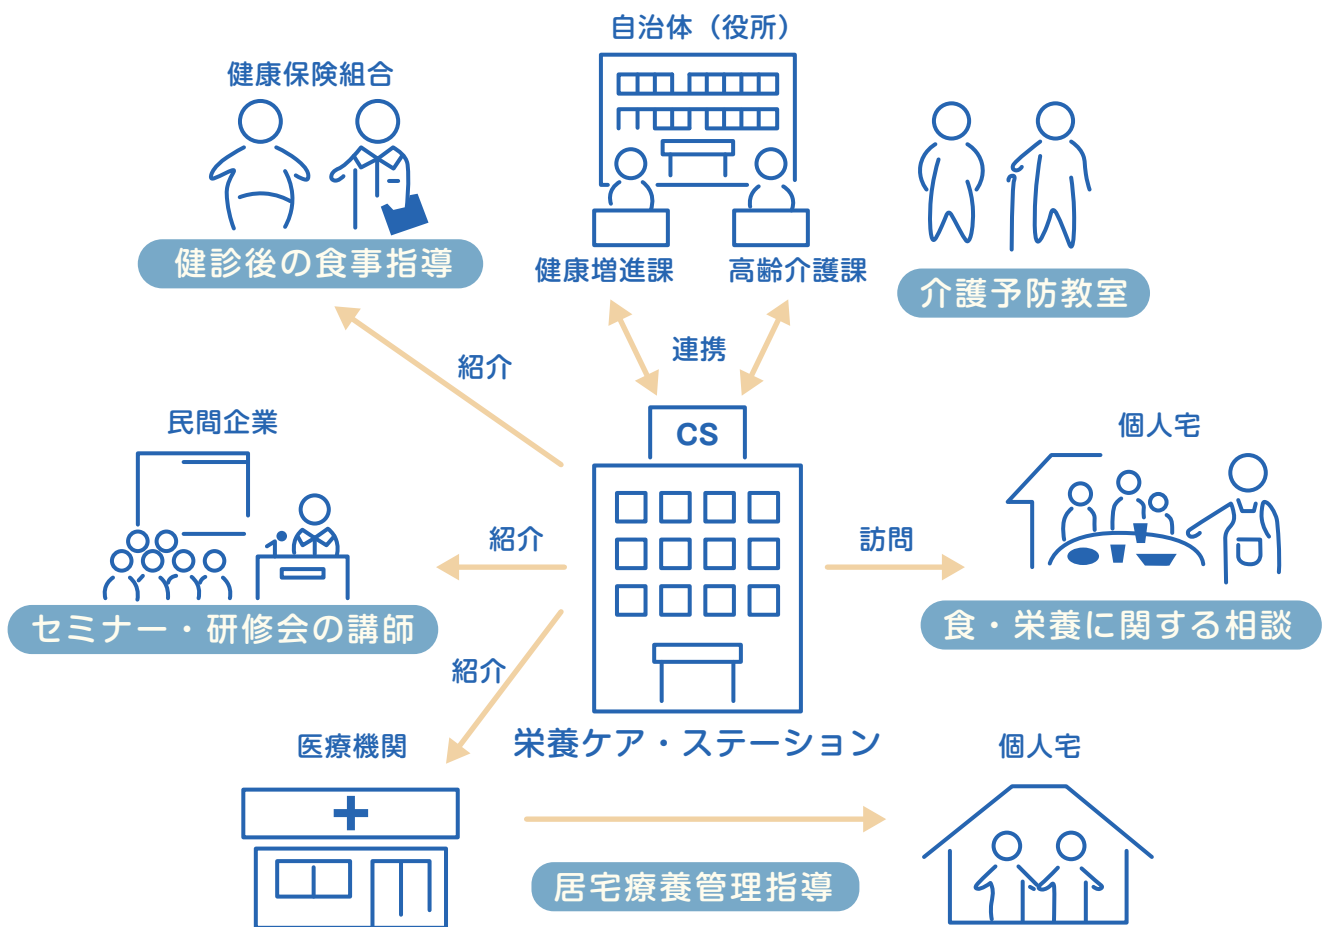 自治体（役所）
健康保険組合
健診後の食事指導
健康増進課
高齢介護課
介護予防教室
連携
紹介
民間企業
CS
個人宅
紹介
訪問
セミナー・研修会の講師
食・栄養に関する相談
紹介
医療機関
栄養ケア・ステーション
個人宅
居宅療養管理指導